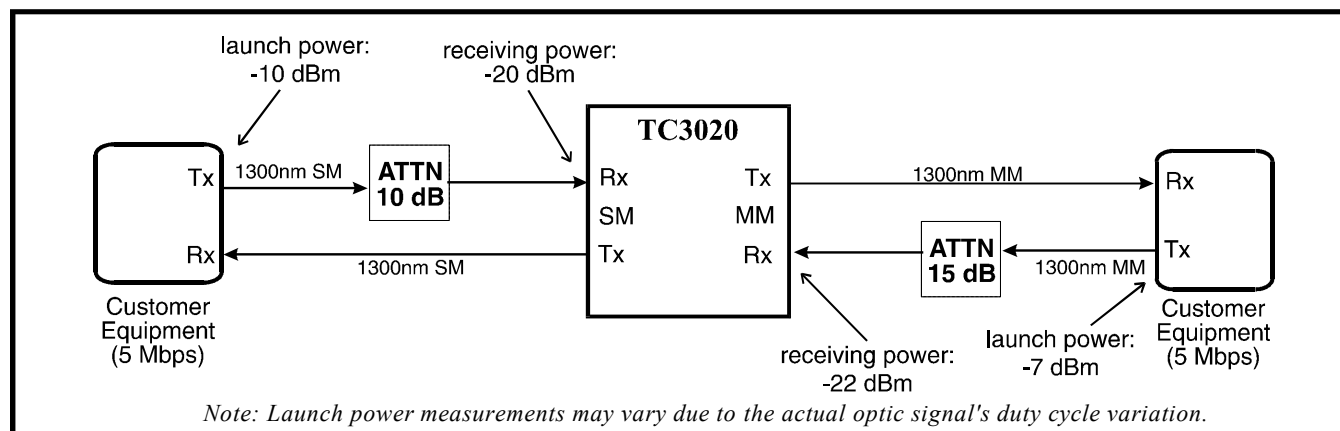 launch power:
-10 dBm
receiving power:
-20 dBm
TC3020
Tx
1300nm SM
ATTN
10 dB
Rx
SM
Tx
Tx
MM
Rx
1300nm MM
Rx
Tx
Rx
1300nm SM
ATTN
15 dB
1300nm MM
Customer
Equipment
(5 Mbps)
receiving power:
-22 dBm
launch power:
-7 dBm
Customer
Equipment
(5 Mbps)
Note: Launch power measurements may vary due to the actual optic signal's duty cycle variation.